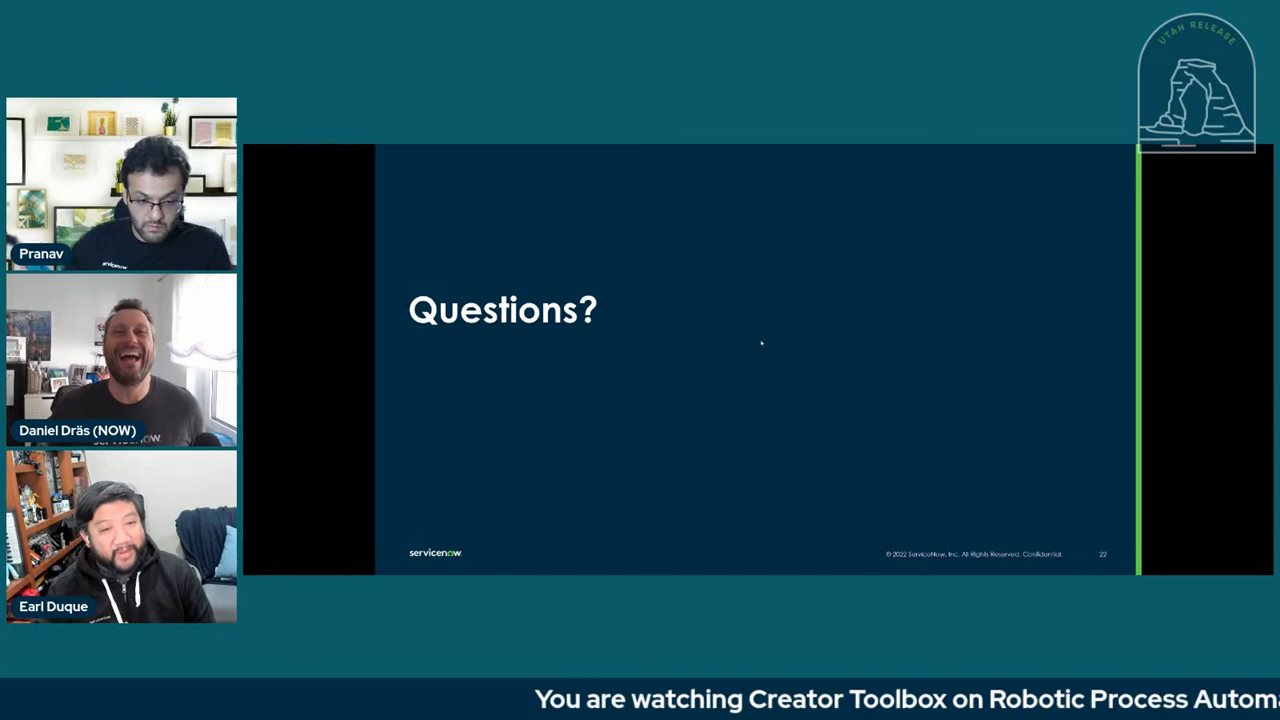 UTAH RELEASE
Pranav
servicenow
Daniel Dräs (NOW)
Earl Duque
Questions?
servicenow
© 2022 ServiceNow, Inc. All Rights Reserved. Confidential.
22
You are watching Creator Toolbox on Robotic Process Autom